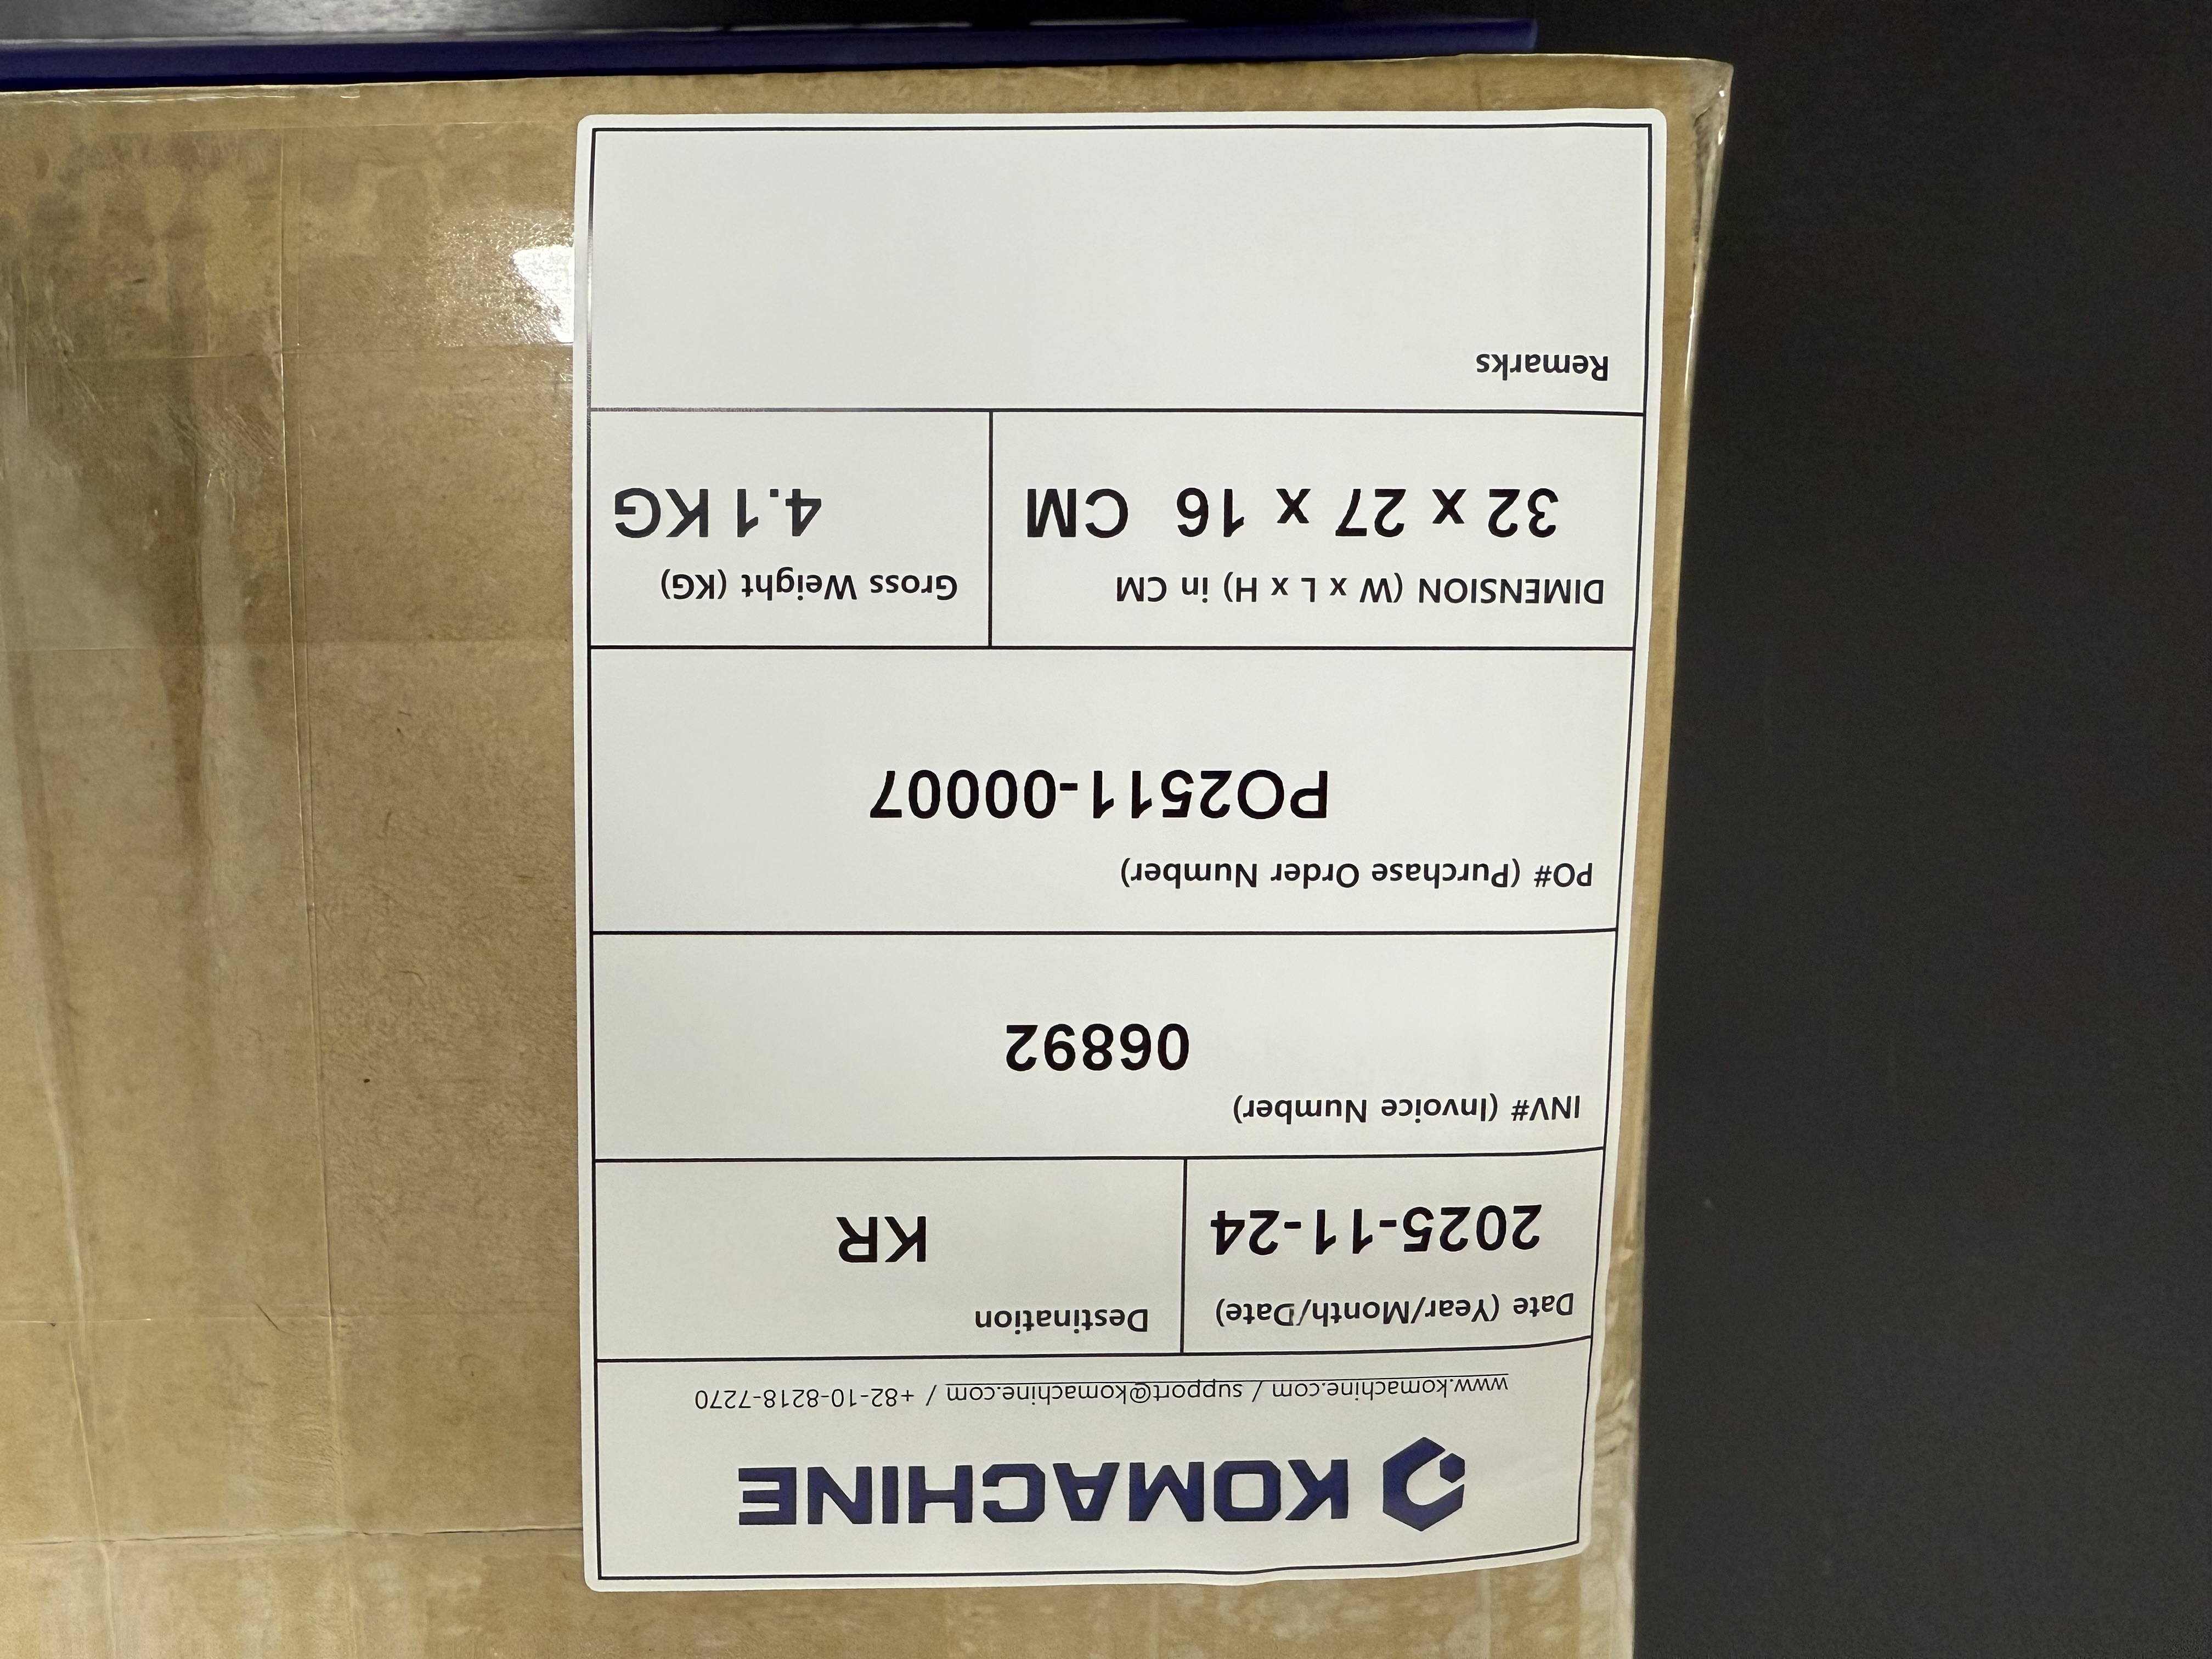 KOMACHINE
www.komachine.com / support@komachine.com / +82-10-8218-7270
Date (Year/Month/Date)
2025-11-24
Destination
KR
INV# (Invoice Number)
06892
PO# (Purchase Order Number)
PO2511-00007
DIMENSION (W x L x H) in CM
32 x 27 x 16 CM
Gross Weight (KG)
4.1 KG
Remarks